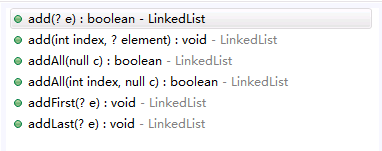 add(? e) : boolean - LinkedList
add(int index, ? element) : void - LinkedList
addAll(null c) : boolean - LinkedList
addAll(int index, null c) : boolean - LinkedList
addFirst(? e) : void - LinkedList
addLast(? e) : void - LinkedList